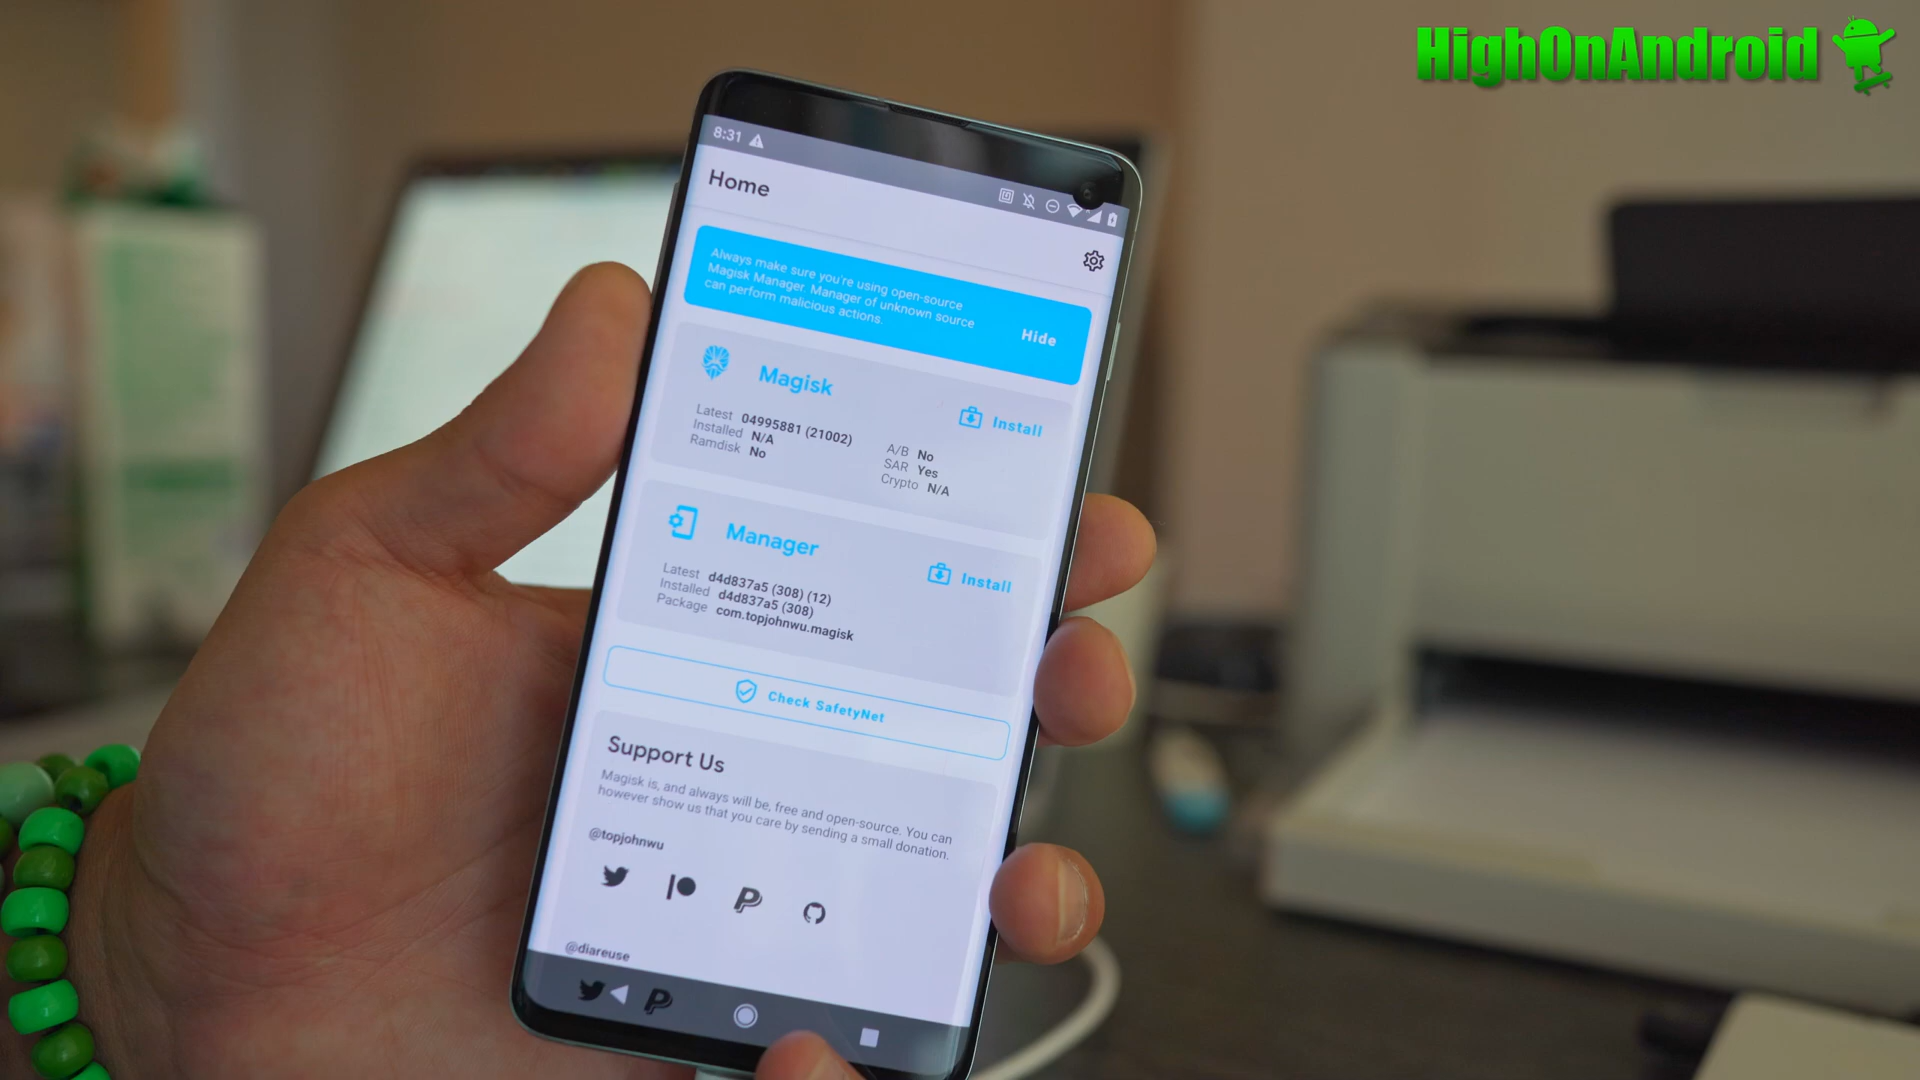 HighOnAndroid
8:31
Home
Always make sure you're using open-source
Magisk Manager. Manager of unknown source
can perform malicious actions.
Hide
Magisk
Install
Latest 04995881 (21002)
Installed N/A
Ramdisk No
A/B No
SAR Yes
Crypto N/A
Manager
Install
Latest d4d837a5 (308) (12)
Installed d4d837a5 (308)
Package com.topjohnwu.magisk
Check SafetyNet
Support Us
Magisk is, and always will be, free and open-source. You can
however show us that you care by sending a small donation.
@topjohnwu
@diareuse